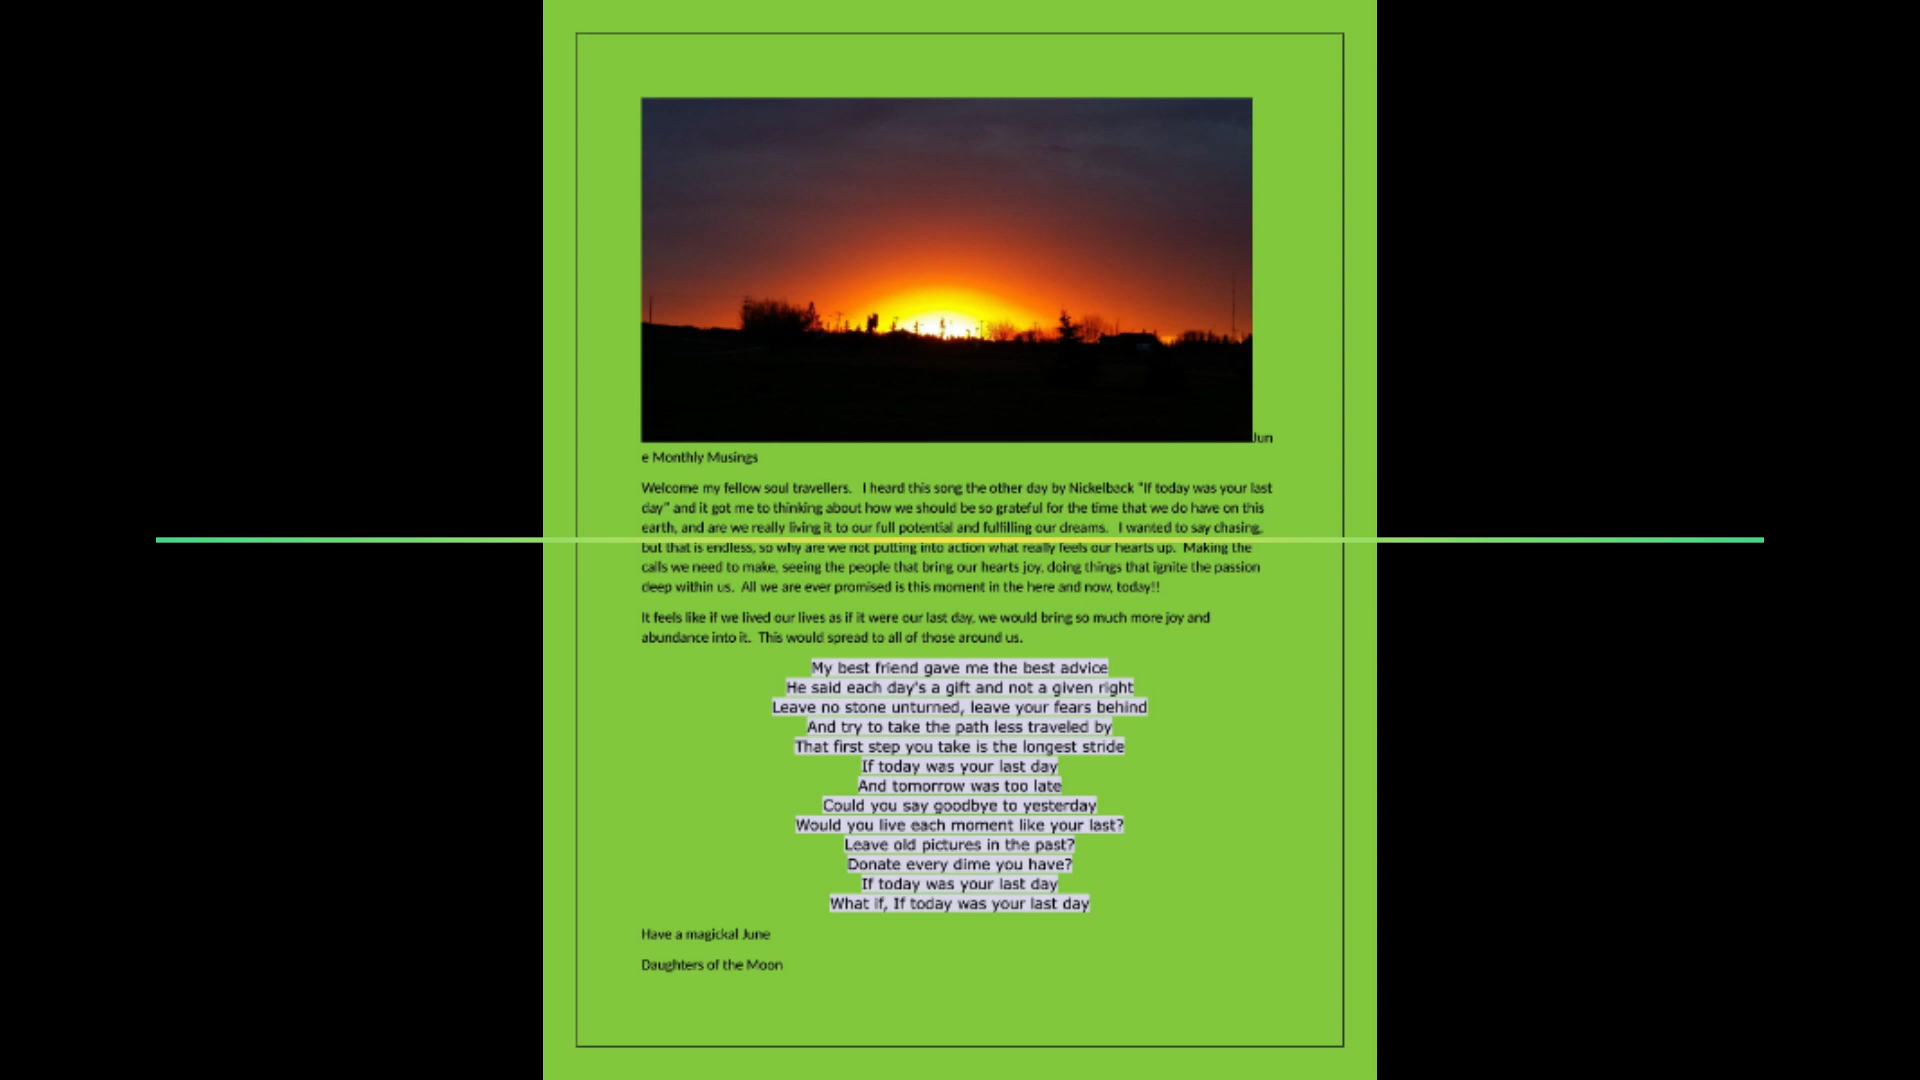 Jun
e Monthly Musings
Welcome my fellow soul travellers.   I heard this song the other day by Nickelback "If today was your last
day" and it got me to thinking about how we should be so grateful for the time that we do have on this
earth, and are we really living it to our full potential and fulfilling our dreams.   I wanted to say chasing,
but that is endless, so why are we not putting into action what really feels our hearts up.  Making the
calls we need to make, seeing the people that bring our hearts joy, doing things that ignite the passion
deep within us.  All we are ever promised is this moment in the here and now, today!!
It feels like if we lived our lives as if it were our last day, we would bring so much more joy and
abundance into it.  This would spread to all of those around us.
My best friend gave me the best advice
He said each day's a gift and not a given right
Leave no stone unturned, leave your fears behind
And try to take the path less traveled by
That first step you take is the longest stride
If today was your last day
And tomorrow was too late
Could you say goodbye to yesterday
Would you live each moment like your last?
Leave old pictures in the past?
Donate every dime you have?
If today was your last day
What if, If today was your last day
Have a magickal June
Daughters of the Moon